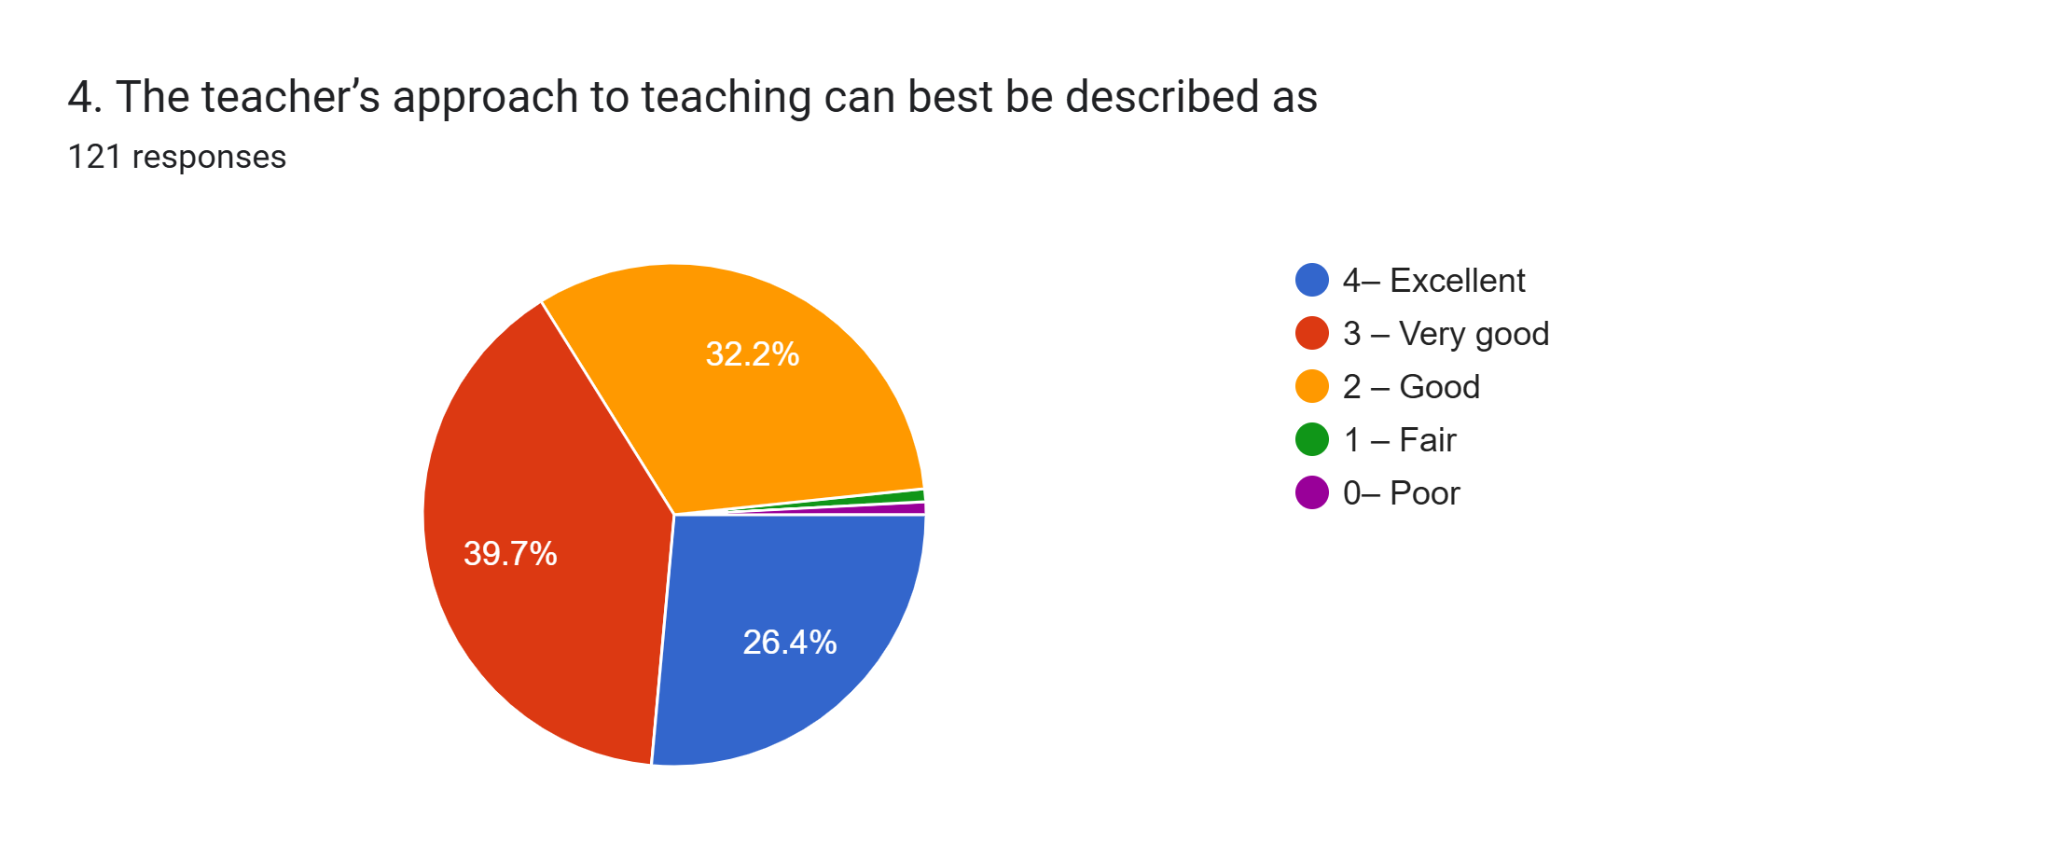 4. The teacher’s approach to teaching can best be described as
121 responses
32.2%
39.7%
26.4%
4– Excellent
3 – Very good
2 – Good
1 – Fair
0– Poor